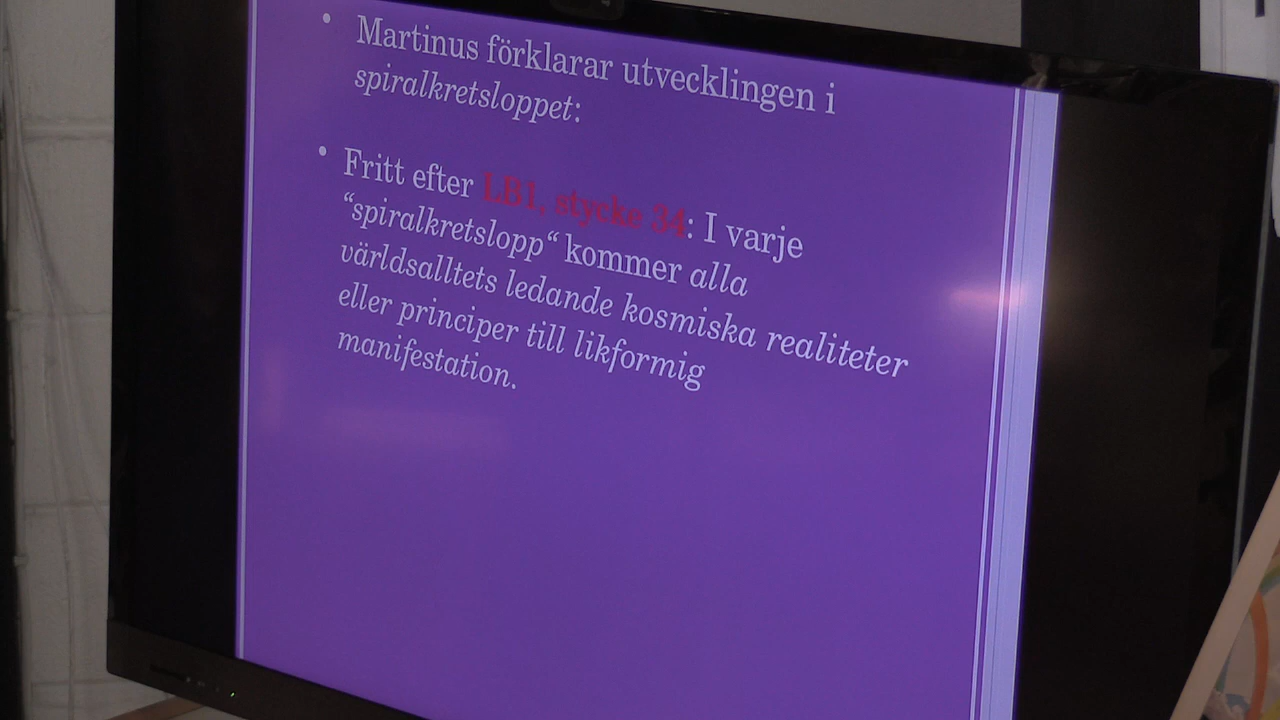 • Martinus förklarar utvecklingen i
spiralkretsloppet:
• Fritt efter LB1, stycke 34: I varje
“spiralkretslopp“ kommer alla
världsalltets ledande kosmiska realiteter
eller principer till likformig
manifestation.